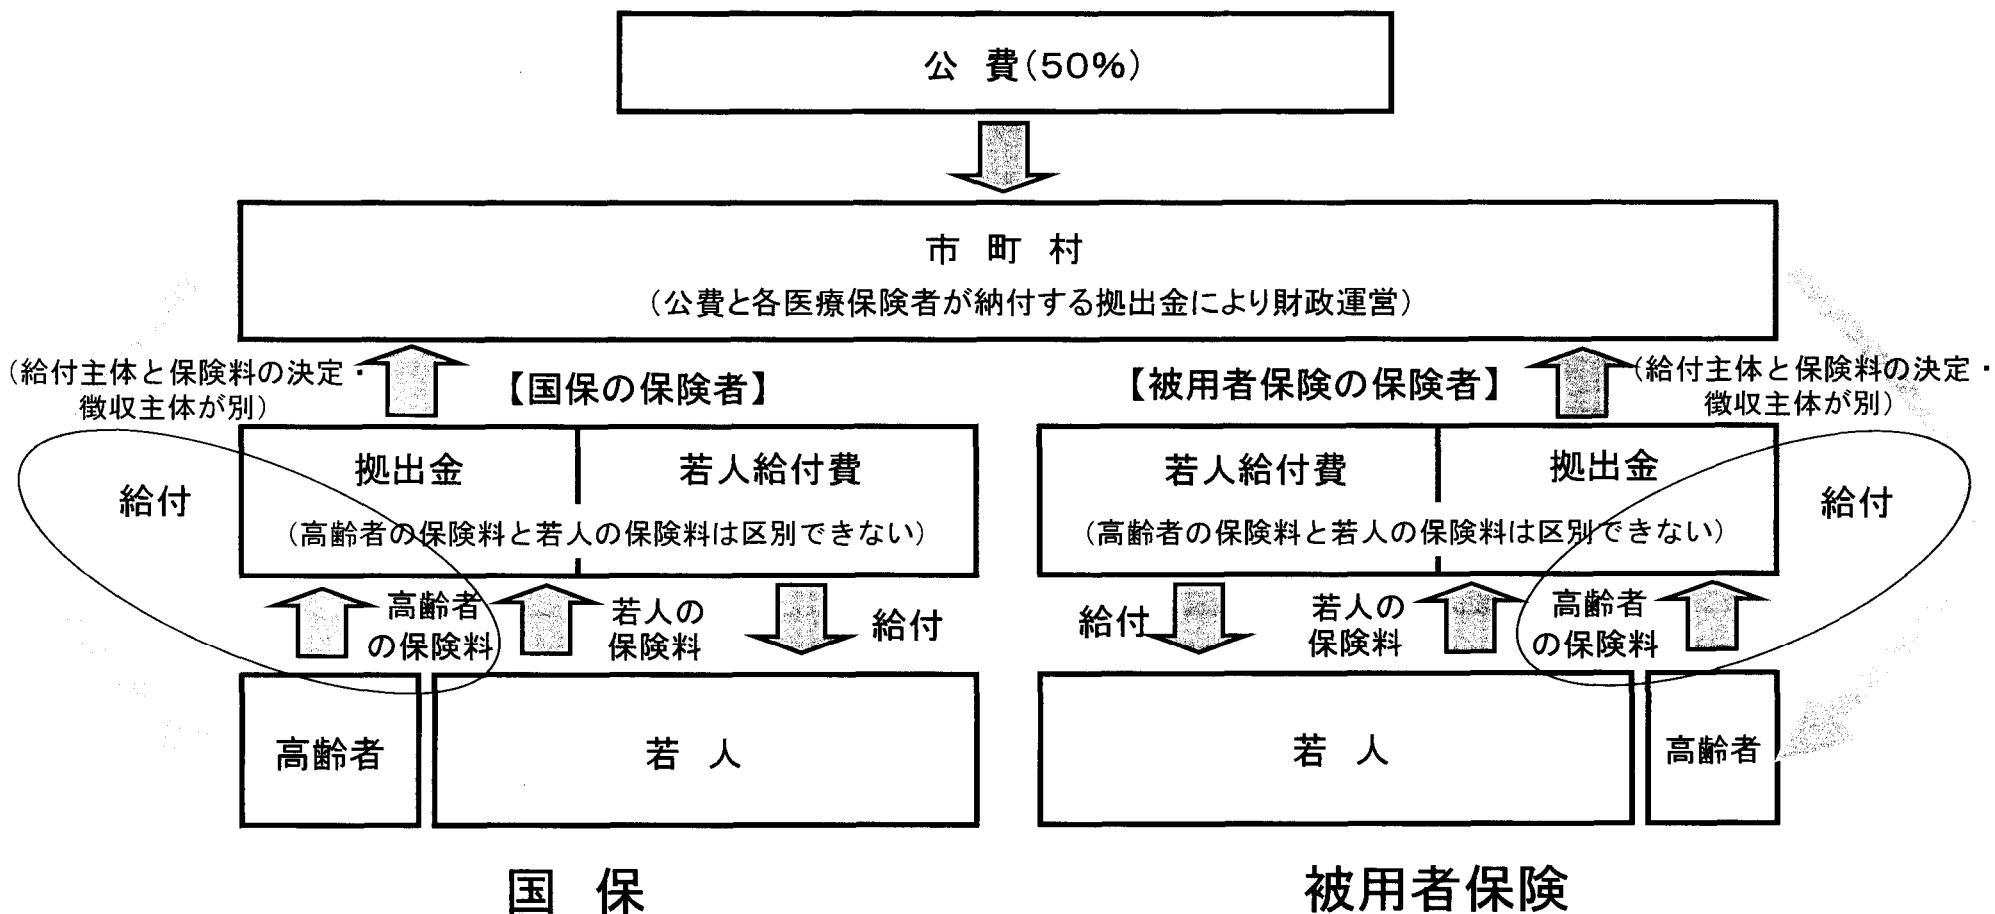 公 費(50%)
市 町 村
(公費と各医療保険者が納付する拠出金により財政運営)
(給付主体と保険料の決定・
徴収主体が別)
【国保の保険者】
【被用者保険の保険者】
(給付主体と保険料の決定・
徴収主体が別)
給付
拠出金
若人給付費
(高齢者の保険料と若人の保険料は区別できない)
若人給付費
拠出金
(高齢者の保険料と若人の保険料は区別できない)
給付
高齢者
の保険料
若人の
保険料
給付
給付
若人の
保険料
高齢者
の保険料
高齢者
若 人
若 人
高齢者
国 保
被用者保険